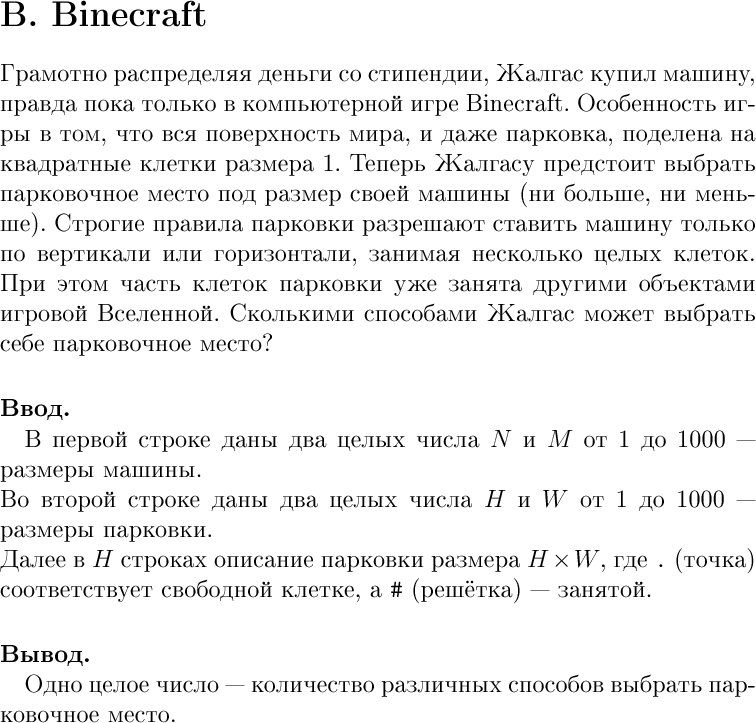 B. Binecraft
Грамотно распределяя деньги со стипендии, Жалгас купил машину,
правда пока только в компьютерной игре Binecraft. Особенность иг-
ры в том, что вся поверхность мира, и даже парковка, поделена на
квадратные клетки размера 1. Теперь Жалгасу предстоит выбрать
парковочное место под размер своей машины (ни больше, ни мень-
ше). Строгие правила парковки разрешают ставить машину только
по вертикали или горизонтали, занимая несколько целых клеток.
При этом часть клеток парковки уже занята другими объектами
игровой Вселенной. Сколькими способами Жалгас может выбрать
себе парковочное место?
Ввод.
В первой строке даны два целых числа N и M от 1 до 1000 —
размеры машины.
Во второй строке даны два целых числа H и W от 1 до 1000 —
размеры парковки.
Далее в H строках описание парковки размера H × W, где . (точка)
соответствует свободной клетке, а # (решётка) — занятой.
Вывод.
Одно целое число — количество различных способов выбрать пар-
ковочное место.